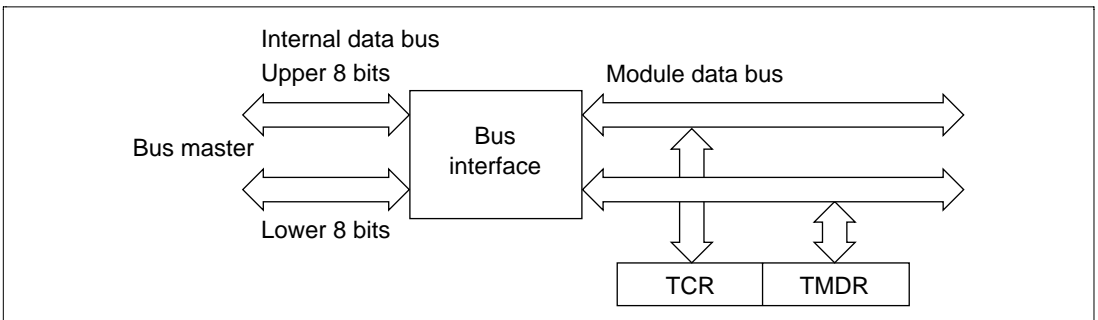 Internal data bus
Upper 8 bits
Module data bus
Bus master
Bus
interface
Lower 8 bits
TCR
TMDR